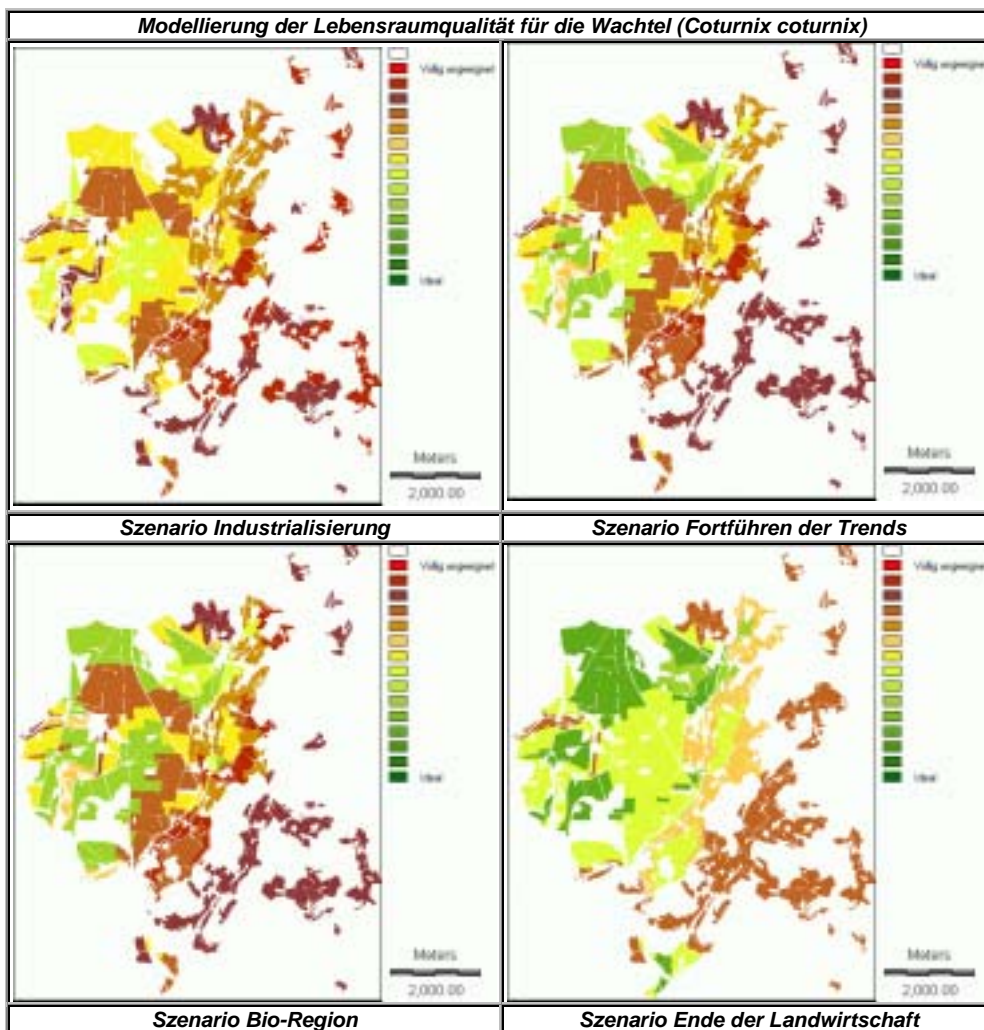 Modellierung der Lebensraumqualität für die Wachtel (Coturnix coturnix)
Völlig ungeeignet
Ideal
Meters
2,000.00
Völlig ungeeignet
Ideal
Meters
2,000.00
Szenario Industrialisierung
Szenario Fortführen der Trends
Völlig ungeeignet
Ideal
Meters
2,000.00
Völlig ungeeignet
Ideal
Meters
2,000.00
Szenario Bio-Region
Szenario Ende der Landwirtschaft